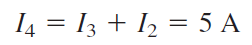 I₄ = I₃ + I₂ = 5 A